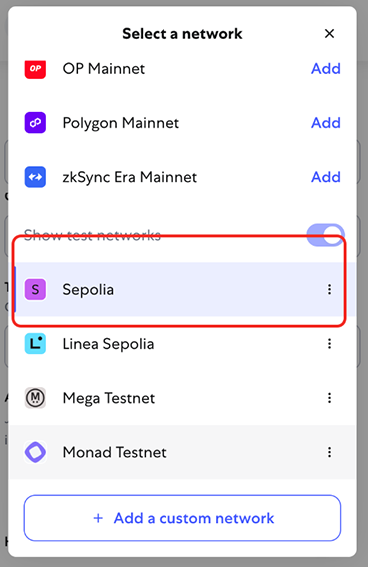 Select a network
OP Mainnet Add
Polygon Mainnet Add
zkSync Era Mainnet Add
Show test networks
S Sepolia
Linea Sepolia
Mega Testnet
Monad Testnet
+ Add a custom network